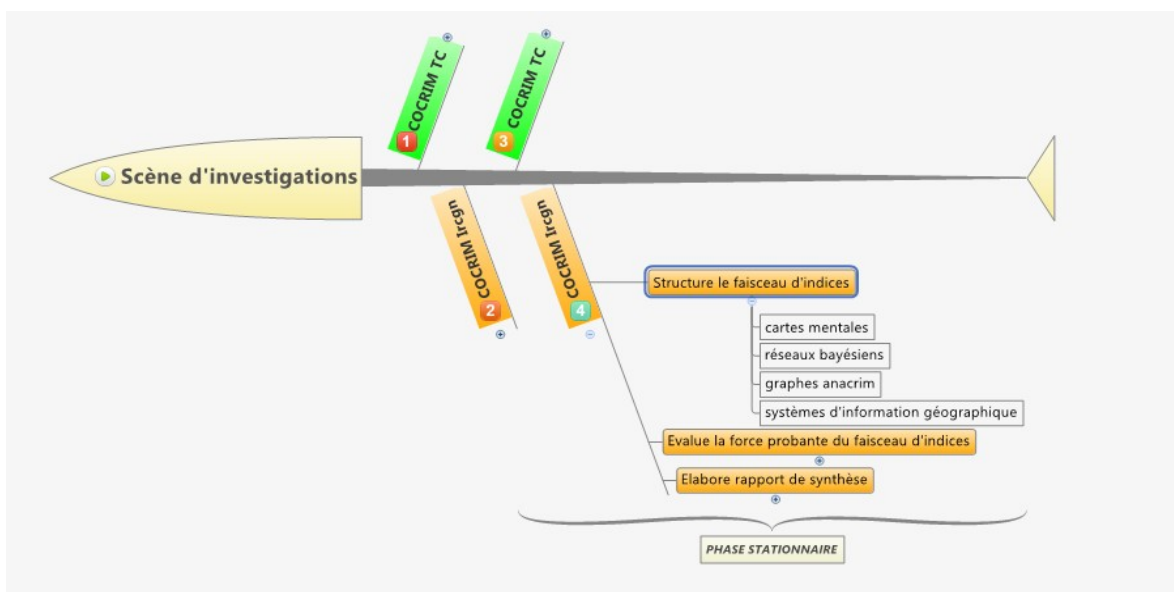 COCRIM TC
1
COCRIM TC
3
Scène d'investigations
COCRIM Ircgn
2
COCRIM Ircgn
4
Structure le faisceau d'indices
cartes mentales
réseaux bayésiens
graphes anacrim
systèmes d'information géographique
Evalue la force probante du faisceau d'indices
Elabore rapport de synthèse
PHASE STATIONNAIRE